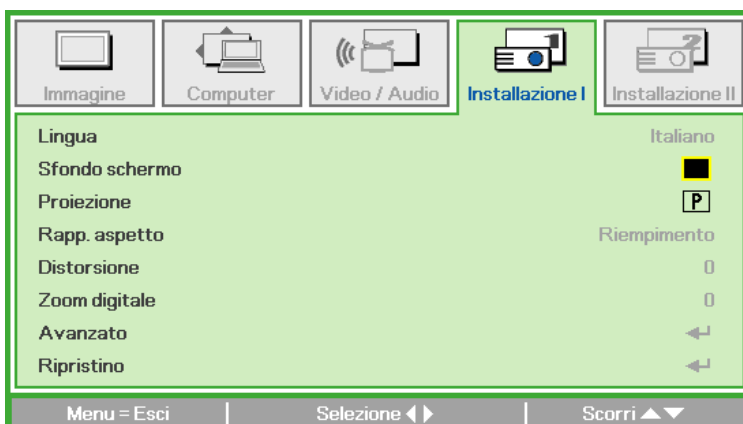 Immagine Computer Video / Audio Installazione I Installazione II
Lingua Italiano
Sfondo schermo
Proiezione P
Rapp. aspetto Riempimento
Distorsione 0
Zoom digitale 0
Avanzato
Ripristino
Menu = Esci Selezione Scorri